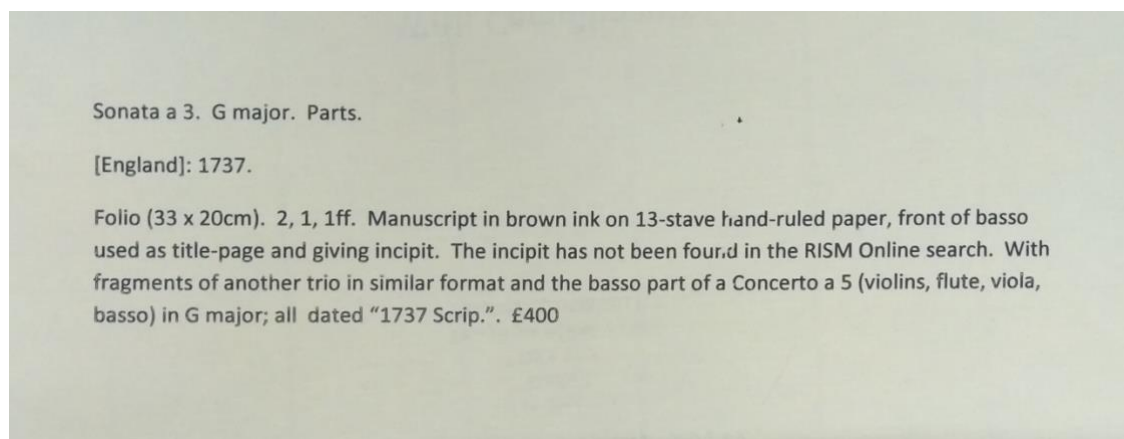 Sonata a 3. G major. Parts.
[England]: 1737.
Folio (33 x 20cm). 2, 1, 1ff. Manuscript in brown ink on 13-stave hand-ruled paper, front of basso
used as title-page and giving incipit. The incipit has not been found in the RISM Online search. With
fragments of another trio in similar format and the basso part of a Concerto a 5 (violins, flute, viola,
basso) in G major; all dated “1737 Scrip.”. £400